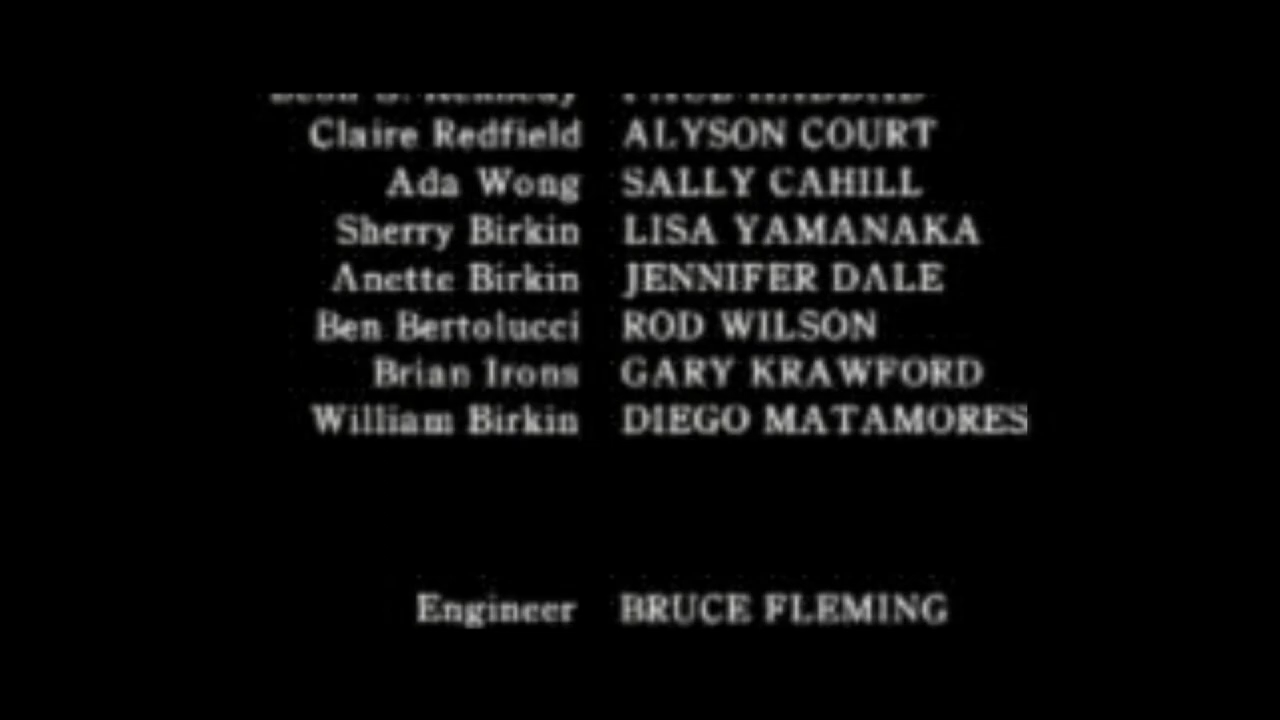 Claire Redfield ALYSON COURT
Ada Wong SALLY CAHILL
Sherry Birkin LISA YAMANAKA
Anette Birkin JENNIFER DALE
Ben Bertolucci ROD WILSON
Brian Irons GARY KRAWFORD
William Birkin DIEGO MATAMORES
Engineer BRUCE FLEMING